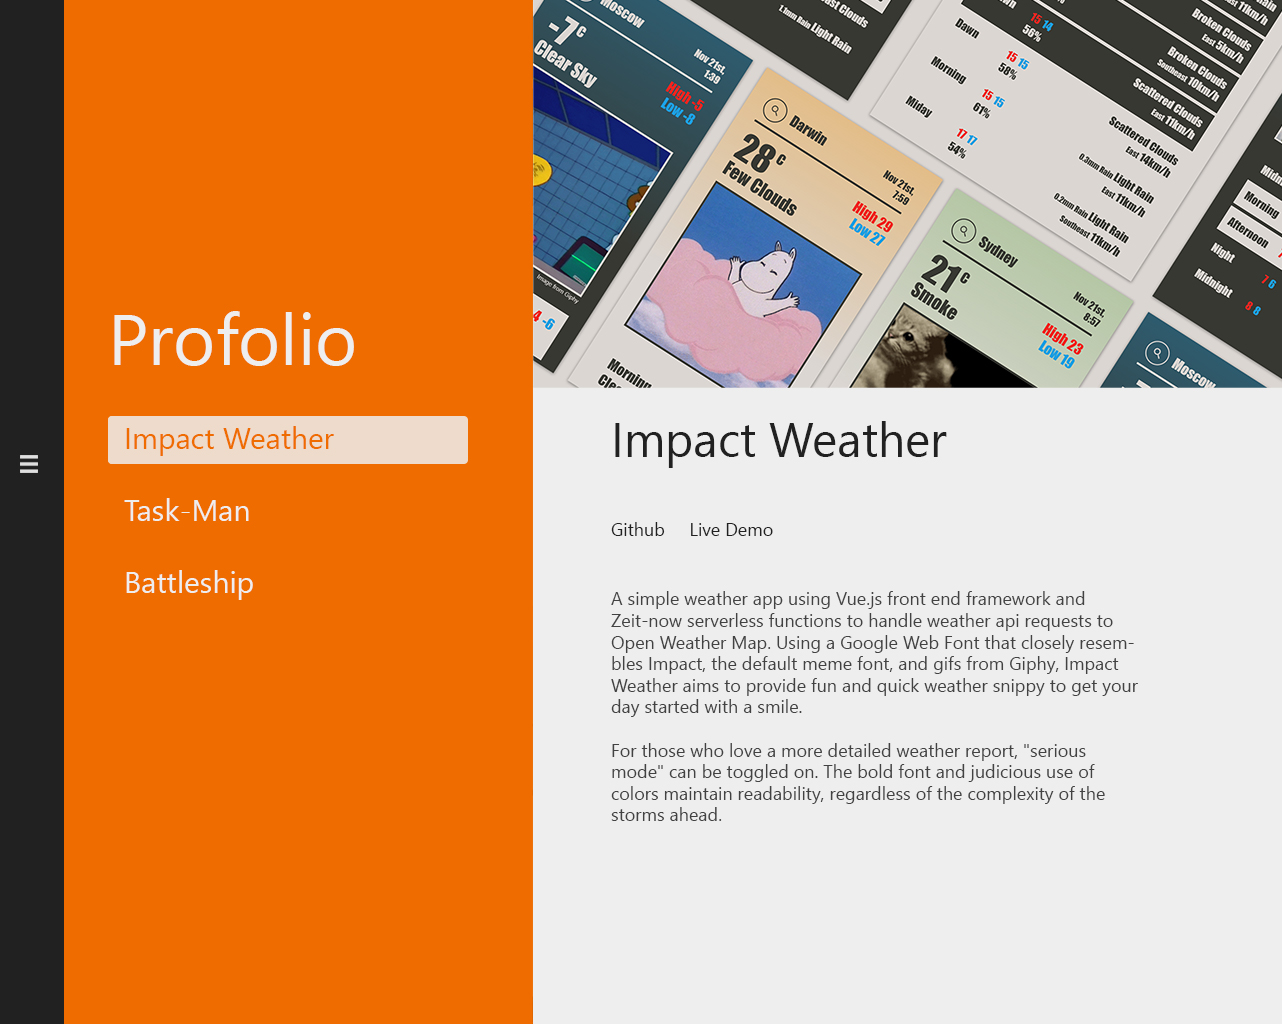 Profolio
Impact Weather
Task-Man
Battleship
Moscow
-7c
Clear Sky
Nov 21st,
1:39
High -5
Low -8
Image from Giphy
-4 -6
Clouds
1.1mm Rain Light Rain
Darwin
28c
Few Clouds
Nov 21st,
7:59
High 29
Low 27
Morning
Sydney
21c
Smoke
Nov 21st,
8:57
High 23
Low 19
Dawn
15 14
56%
Morning
15 15
58%
Miday
15 15
61%
17 17
54%
Rain
11km/h
Broken Clouds
East 5km/h
Broken Clouds
Southeast 10km/h
Scattered Clouds
East 11km/h
Scattered Clouds
East 14km/h
0.3mm Rain Light Rain
East 11km/h
0.2mm Rain Light Rain
Southeast 11km/h
Morning
Afternoon
Night
7 6
Midnight
8 8
Moscow
Impact Weather
Github Live Demo
A simple weather app using Vue.js front end framework and
Zeit-now serverless functions to handle weather api requests to
Open Weather Map. Using a Google Web Font that closely resem-
bles Impact, the default meme font, and gifs from Giphy, Impact
Weather aims to provide fun and quick weather snippy to get your
day started with a smile.
For those who love a more detailed weather report, "serious
mode" can be toggled on. The bold font and judicious use of
colors maintain readability, regardless of the complexity of the
storms ahead.